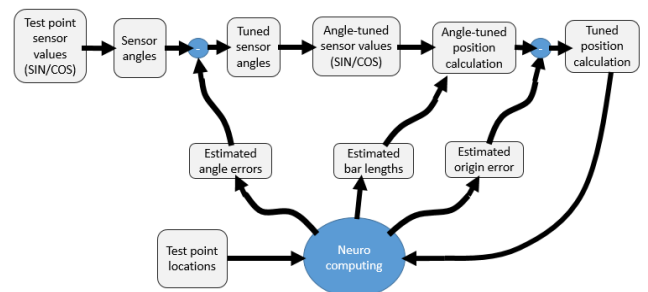 Test point
sensor
values
(SIN/COS)
Sensor
angles
-
Tuned
sensor
angles
Angle-tuned
sensor values
(SIN/COS)
Angle-tuned
position
calculation
-
Tuned
position
calculation
Estimated
angle errors
Estimated
bar lengths
Estimated
origin error
Test point
locations
Neuro
computing